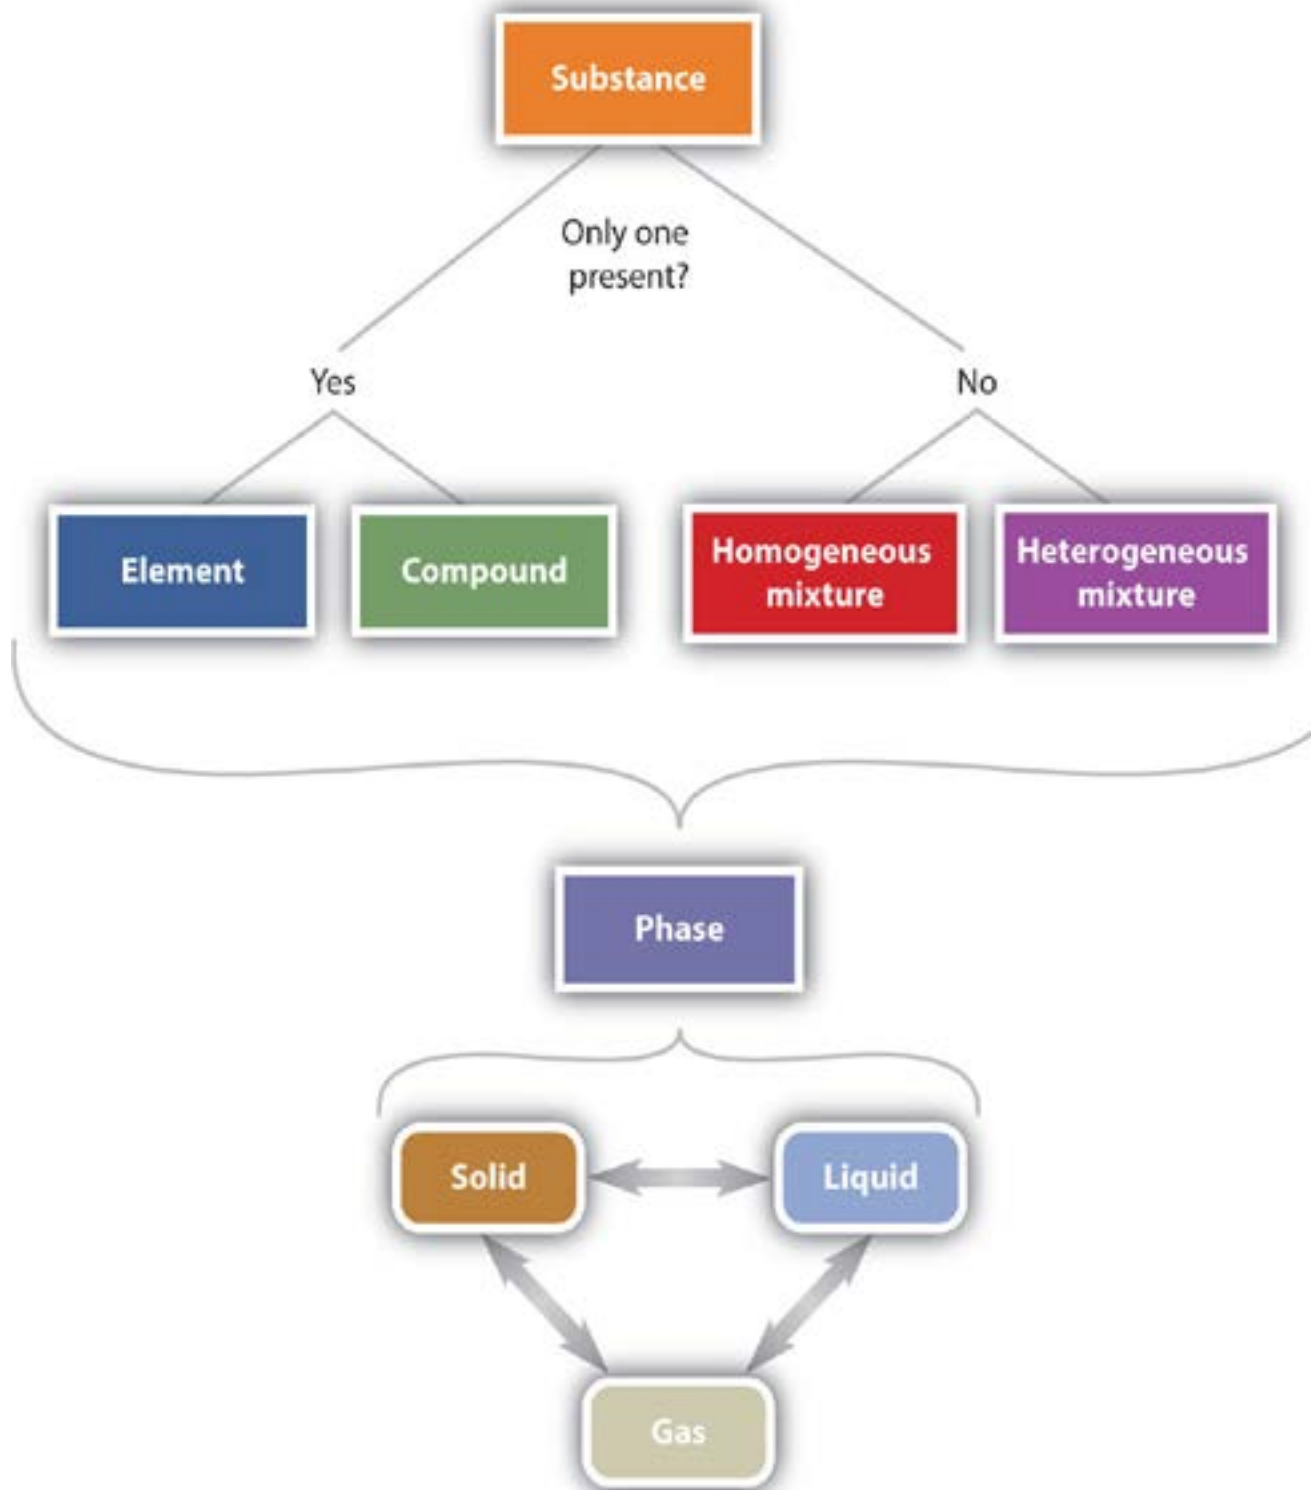 Substance
Only one
present?
Yes
No
Element
Compound
Homogeneous
mixture
Heterogeneous
mixture
Phase
Solid
Liquid
Gas